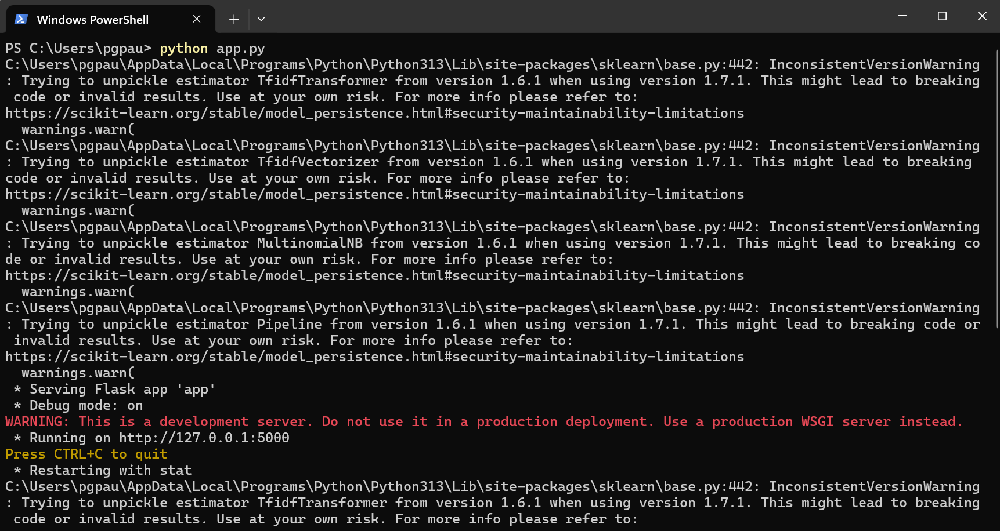 Windows PowerShell
PS C:\Users\pgpau> python app.py
C:\Users\pgpau\AppData\Local\Programs\Python\Python313\Lib\site-packages\sklearn\base.py:442: InconsistentVersionWarning
: Trying to unpickle estimator TfidfTransformer from version 1.6.1 when using version 1.7.1. This might lead to breaking
 code or invalid results. Use at your own risk. For more info please refer to:
https://scikit-learn.org/stable/model_persistence.html#security-maintainability-limitations
  warnings.warn(
C:\Users\pgpau\AppData\Local\Programs\Python\Python313\Lib\site-packages\sklearn\base.py:442: InconsistentVersionWarning
: Trying to unpickle estimator TfidfVectorizer from version 1.6.1 when using version 1.7.1. This might lead to breaking
code or invalid results. Use at your own risk. For more info please refer to:
https://scikit-learn.org/stable/model_persistence.html#security-maintainability-limitations
  warnings.warn(
C:\Users\pgpau\AppData\Local\Programs\Python\Python313\Lib\site-packages\sklearn\base.py:442: InconsistentVersionWarning
: Trying to unpickle estimator MultinomialNB from version 1.6.1 when using version 1.7.1. This might lead to breaking co
de or invalid results. Use at your own risk. For more info please refer to:
https://scikit-learn.org/stable/model_persistence.html#security-maintainability-limitations
  warnings.warn(
C:\Users\pgpau\AppData\Local\Programs\Python\Python313\Lib\site-packages\sklearn\base.py:442: InconsistentVersionWarning
: Trying to unpickle estimator Pipeline from version 1.6.1 when using version 1.7.1. This might lead to breaking code or
 invalid results. Use at your own risk. For more info please refer to:
https://scikit-learn.org/stable/model_persistence.html#security-maintainability-limitations
  warnings.warn(
 * Serving Flask app 'app'
 * Debug mode: on
WARNING: This is a development server. Do not use it in a production deployment. Use a production WSGI server instead.
 * Running on http://127.0.0.1:5000
Press CTRL+C to quit
 * Restarting with stat
C:\Users\pgpau\AppData\Local\Programs\Python\Python313\Lib\site-packages\sklearn\base.py:442: InconsistentVersionWarning
: Trying to unpickle estimator TfidfTransformer from version 1.6.1 when using version 1.7.1. This might lead to breaking
 code or invalid results. Use at your own risk. For more info please refer to: